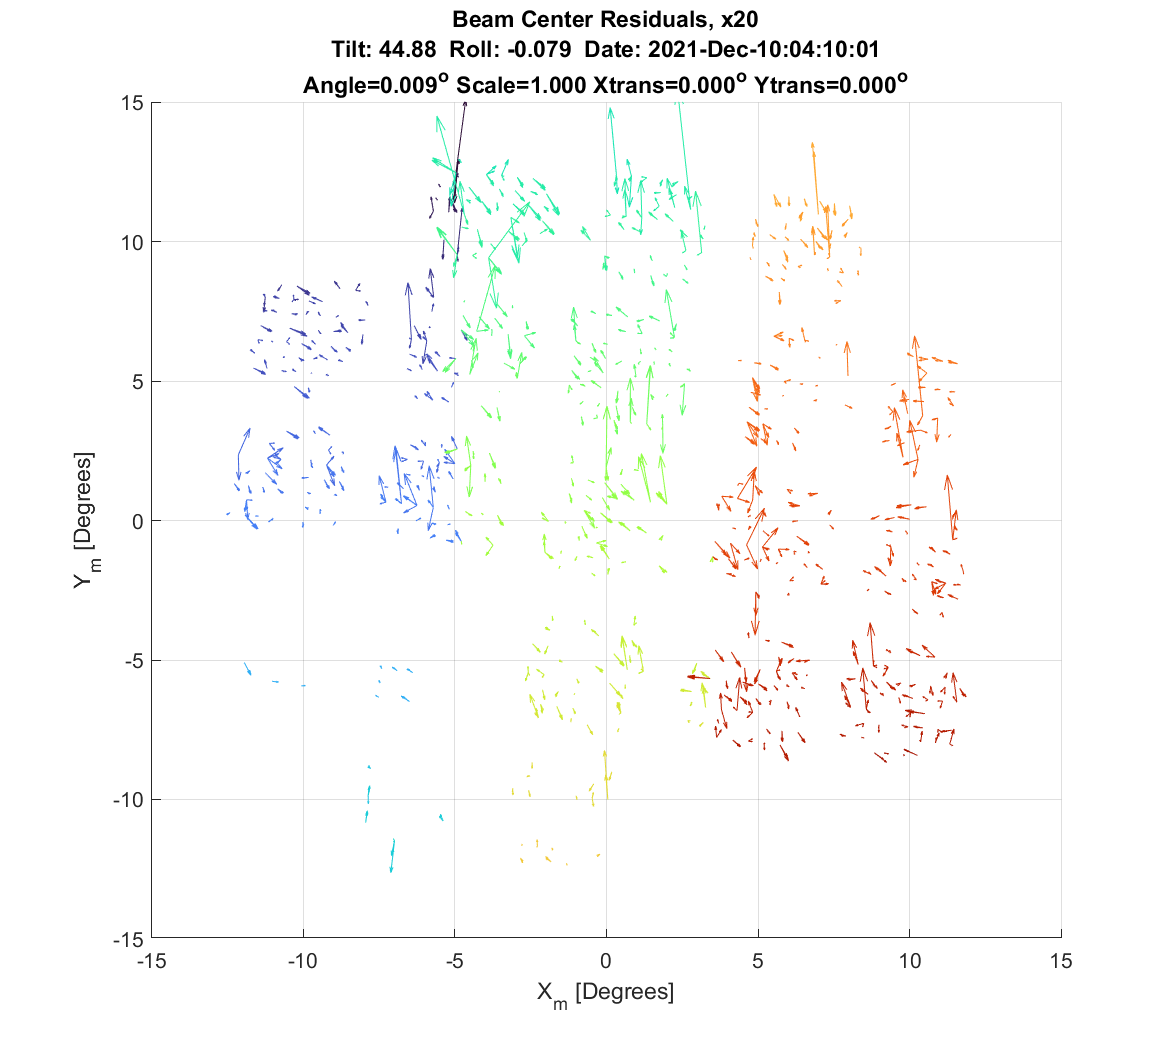 Beam Center Residuals, x20
Tilt: 44.88 Roll: -0.079 Date: 2021-Dec-10:04:10:01
Angle=0.009° Scale=1.000 Xtrans=0.000° Ytrans=0.000°
15
10
5
0
-5
-10
-15
Y_m [Degrees]
-15 -10 -5 0 5 10 15
X_m [Degrees]